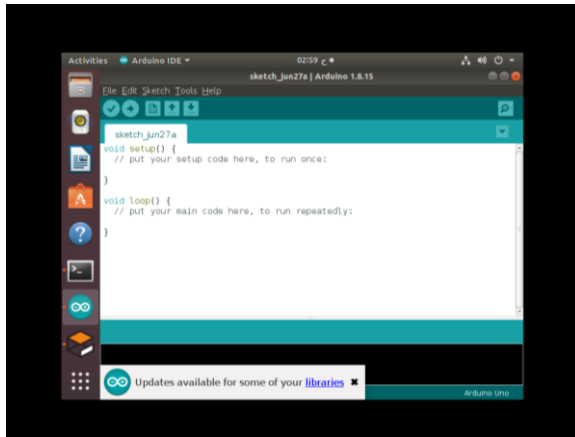 Activities Arduino IDE 02:59 ح
sketch_jun27a | Arduino 1.8.15
File Edit Sketch Tools Help
sketch_jun27a
void setup() {
// put your setup code here, to run once:
}
void loop() {
// put your main code here, to run repeatedly:
}
Updates available for some of your libraries ✖
Arduino Uno